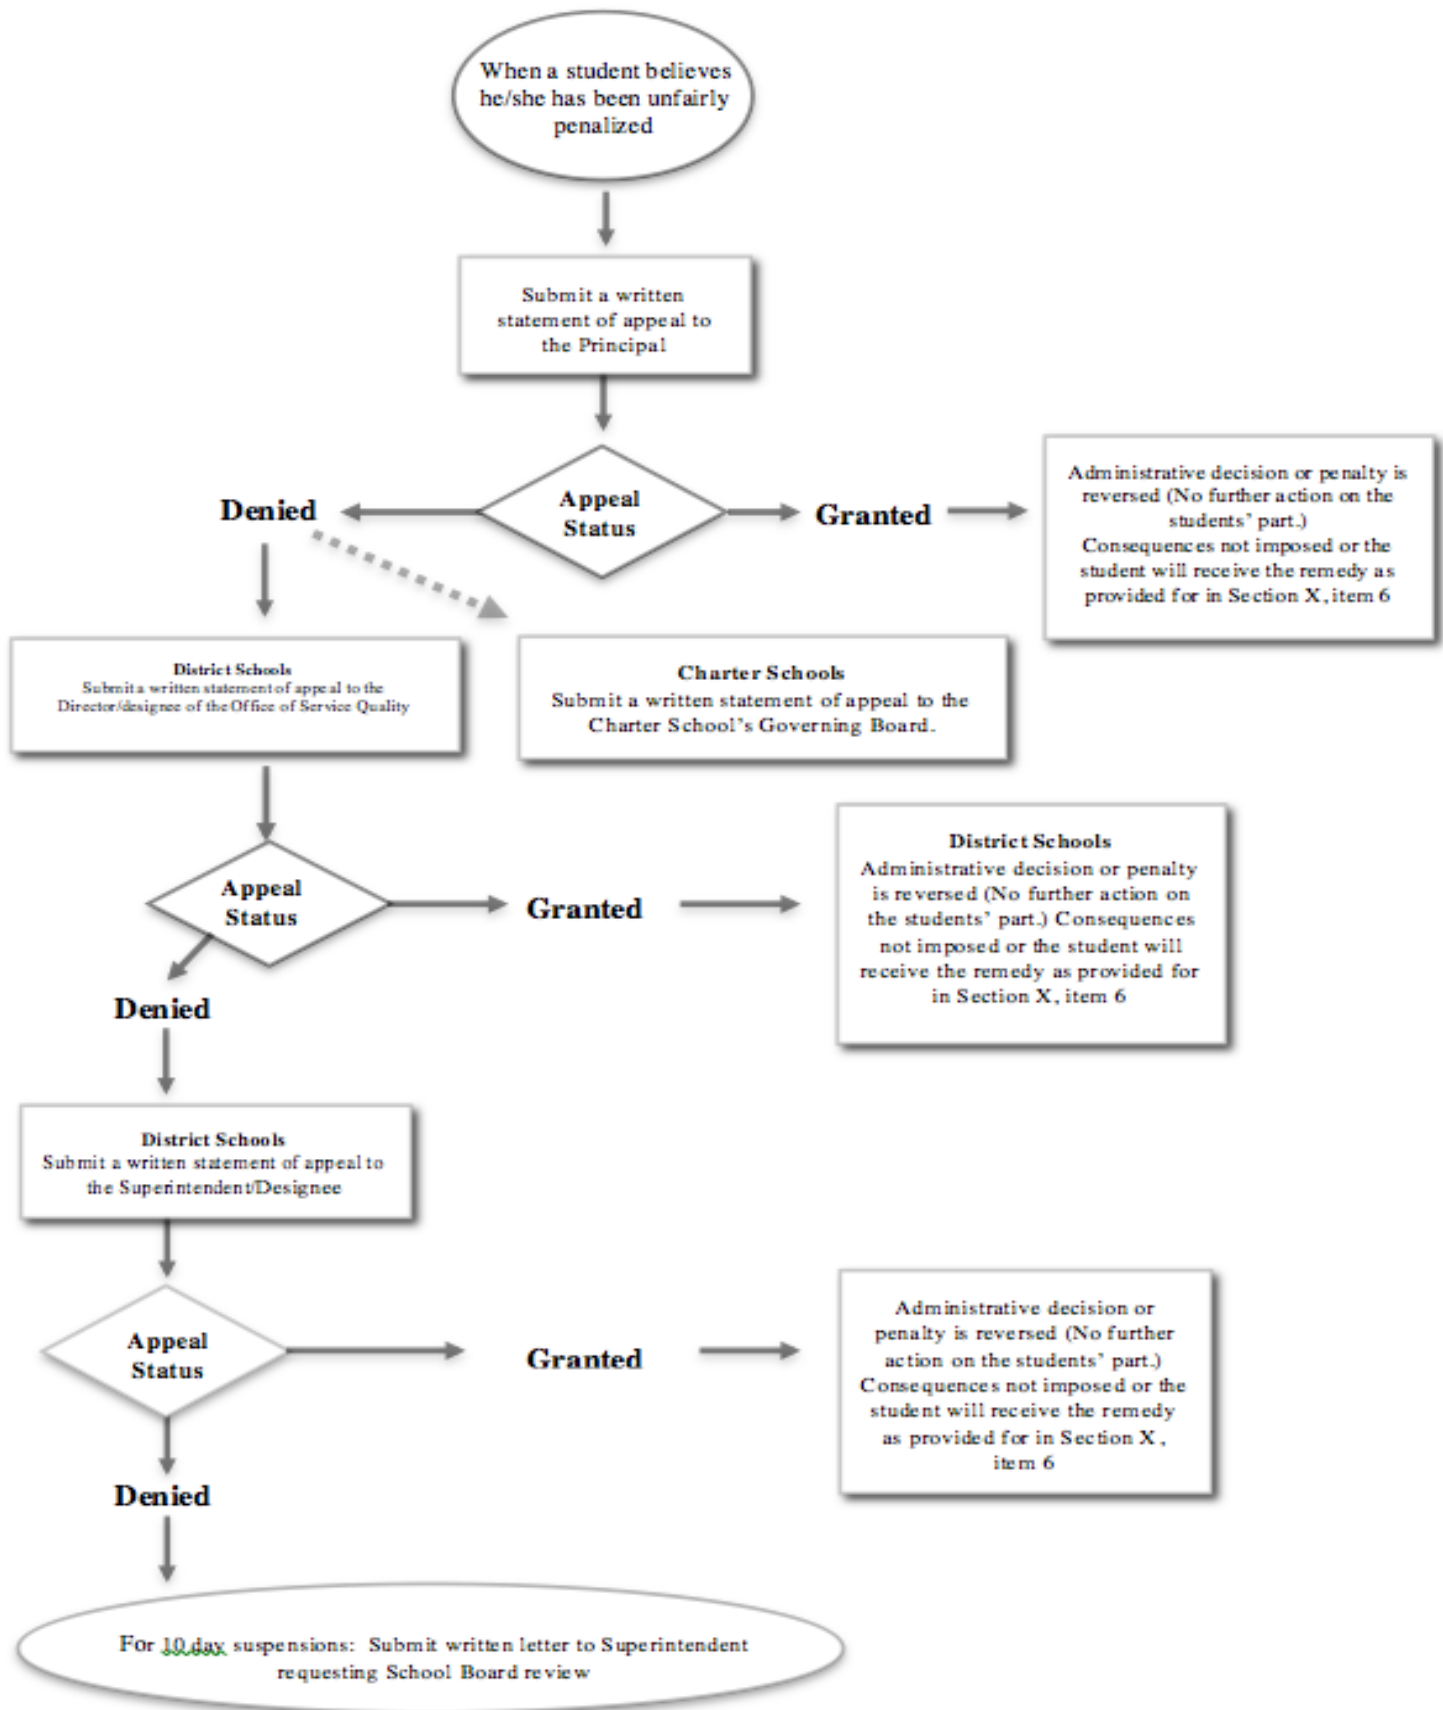 When a student believes
he/she has been unfairly
penalized
Submit a written
statement of appeal to
the Principal
Appeal
Status
Denied
Granted
Administrative decision or penalty is
reversed (No further action on the
students' part.)
Consequences not imposed or the
student will receive the remedy as
provided for in Section X, item 6
District Schools
Submit a written statement of appeal to the
Director/designee of the Office of Service Quality
Charter Schools
Submit a written statement of appeal to the
Charter School's Governing Board.
Appeal
Status
Granted
District Schools
Administrative decision or penalty
is reversed (No further action on
the students' part.) Consequences
not imposed or the student will
receive the remedy as provided for
in Section X, item 6
Denied
District Schools
Submit a written statement of appeal to
the Superintendent/Designee
Appeal
Status
Granted
Administrative decision or
penalty is reversed (No further
action on the students' part.)
Consequences not imposed or the
student will receive the remedy
as provided for in Section X,
item 6
Denied
For 10 day suspensions: Submit written letter to Superintendent
requesting School Board review